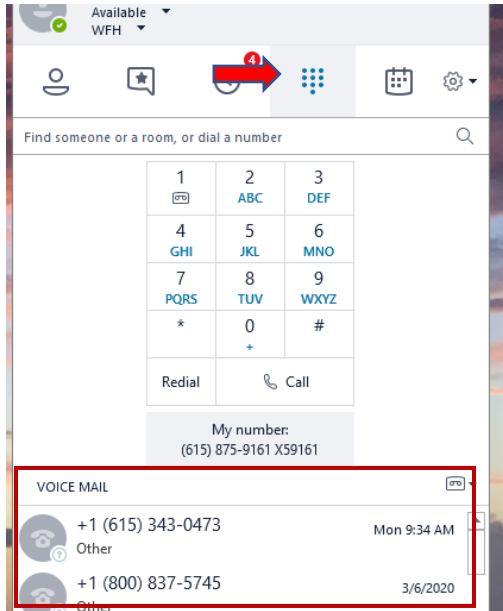 Available
WFH
4
Find someone or a room, or dial a number
1 2 3
ABC DEF
4 5 6
GHI JKL MNO
7 8 9
PQRS TUV WXYZ
* 0 #
+
Redial Call
My number:
(615) 875-9161 X59161
VOICE MAIL
+1 (615) 343-0473 Mon 9:34 AM
Other
+1 (800) 837-5745 3/6/2020
Other